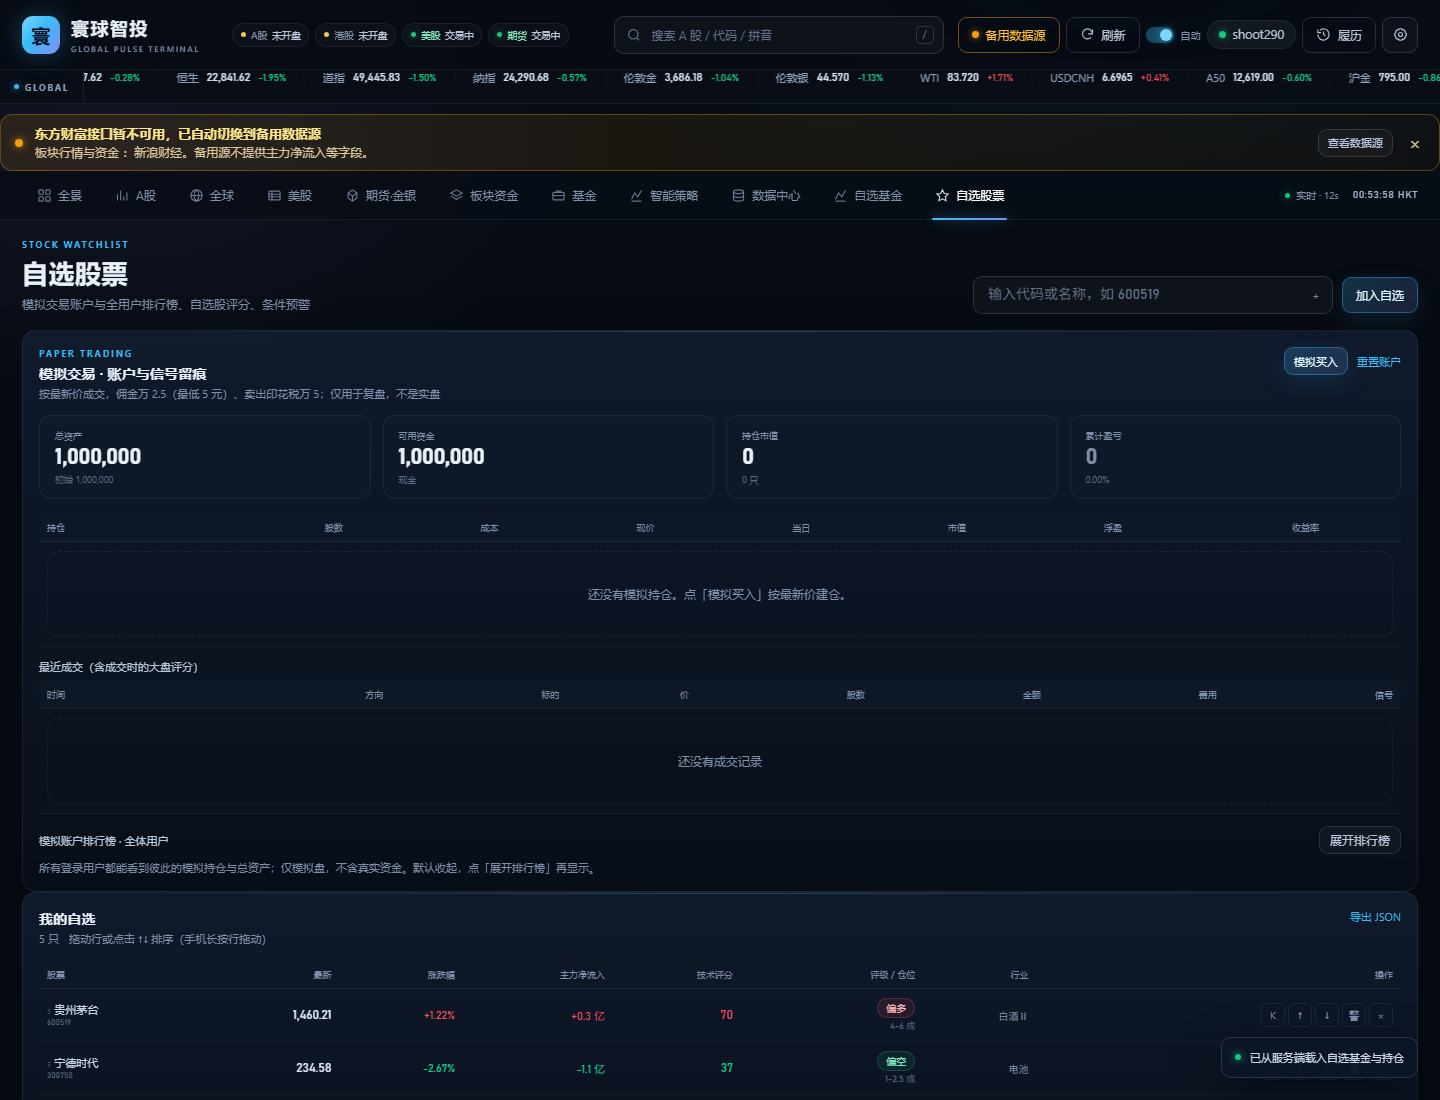 寰
寰球智投
GLOBAL PULSE TERMINAL
A股 未开盘
港股 未开盘
美股 交易中
期货 交易中
搜索 A 股 / 代码 / 拼音
/
备用数据源
刷新
自动
shoot290
履历
GLOBAL
7.62 -0.28%
恒生 22,841.62 -1.95%
道指 49,445.83 -1.50%
纳指 24,290.68 -0.57%
伦敦金 3,686.18 -1.04%
伦敦银 44.570 -1.13%
WTI 83.720 +1.71%
USDCNH 6.6965 +0.41%
A50 12,619.00 -0.60%
沪金 795.00 -0.86
东方财富接口暂不可用，已自动切换到备用数据源
板块行情与资金： 新浪财经。备用源不提供主力净流入等字段。
查看数据源
×
全景
A股
全球
美股
期货·金银
板块资金
基金
智能策略
数据中心
自选基金
自选股票
实时 · 12s
00:53:58 HKT
STOCK WATCHLIST
自选股票
模拟交易账户与全用户排行榜、自选股评分、条件预警
输入代码或名称，如 600519
+
加入自选
PAPER TRADING
模拟交易 · 账户与信号留痕
按最新价成交，佣金万 2.5（最低 5 元）、卖出印花税万 5；仅用于复盘，不是实盘
模拟买入
重置账户
总资产
1,000,000
初始 1,000,000
可用资金
1,000,000
现金
持仓市值
0
0 只
累计盈亏
0
0.00%
持仓 股数 成本 现价 当日 市值 浮盈 收益率
还没有模拟持仓。点「模拟买入」按最新价建仓。
最近成交（含成交时的大盘评分）
时间 方向 标的 价 股数 金额 费用 信号
还没有成交记录
模拟账户排行榜 · 全体用户
展开排行榜
所有登录用户都能看到彼此的模拟持仓与总资产；仅模拟盘，不含真实资金。默认收起，点「展开排行榜」再显示。
我的自选
导出 JSON
5 只 拖动行或点击 ↑↓ 排序（手机长按行拖动）
股票 最新 涨跌幅 主力净流入 技术评分 评级 / 仓位 行业 操作
贵州茅台 1,460.21 +1.22% +0.3 亿 70 偏多 白酒Ⅱ K ↑ ↓ 警 ×
600519 4-6 成
宁德时代 234.58 -2.67% -1.1 亿 37 偏空 电池
300750 1-2.5 成
已从服务端载入自选基金与持仓